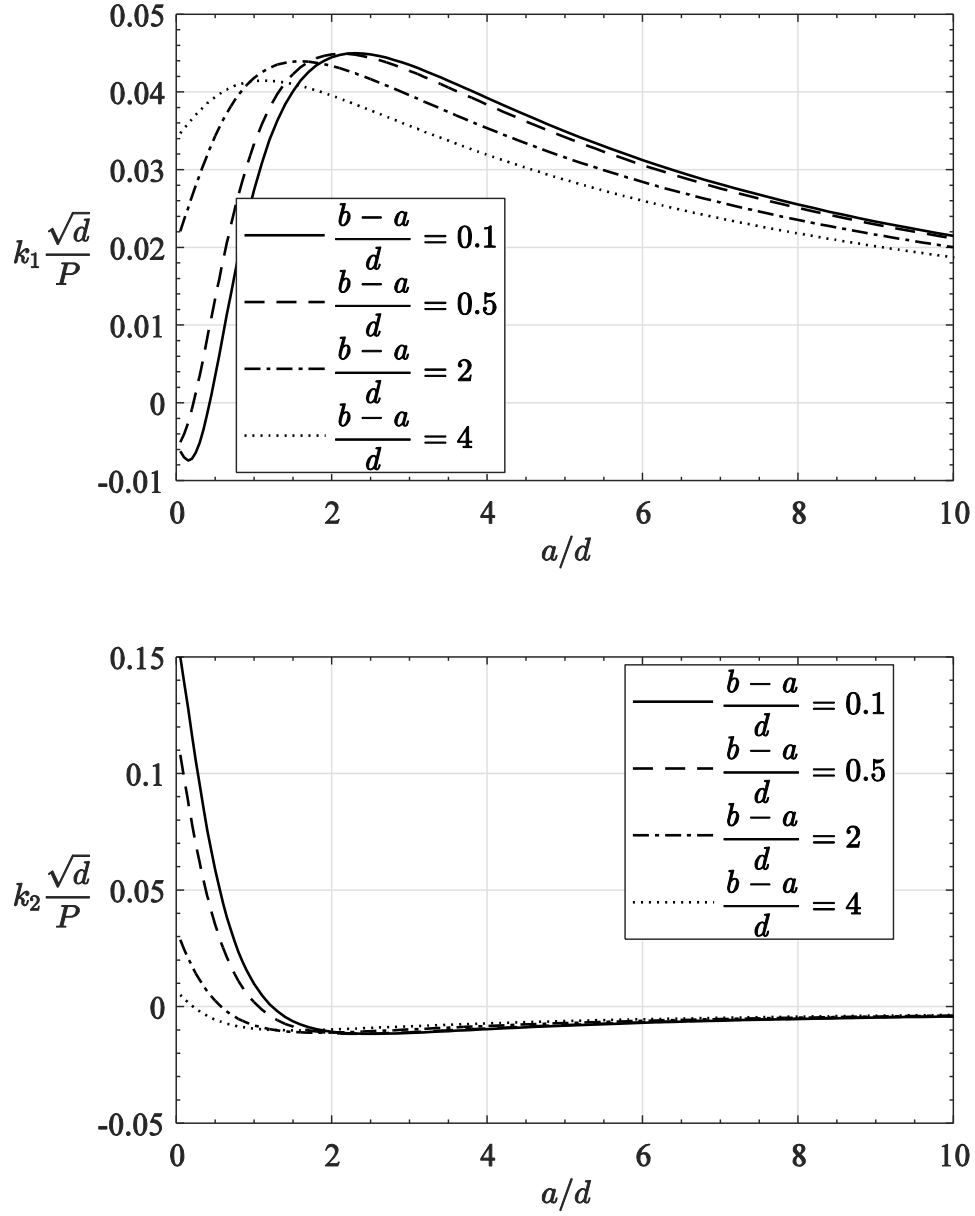 0.05
0.04
0.03
0.02
0.01
0
-0.01
k₁ √d / P
(b − a)/d = 0.1
(b − a)/d = 0.5
(b − a)/d = 2
(b − a)/d = 4
0 2 4 6 8 10
a/d
0.15
0.1
0.05
0
-0.05
k₂ √d / P
(b − a)/d = 0.1
(b − a)/d = 0.5
(b − a)/d = 2
(b − a)/d = 4
0 2 4 6 8 10
a/d